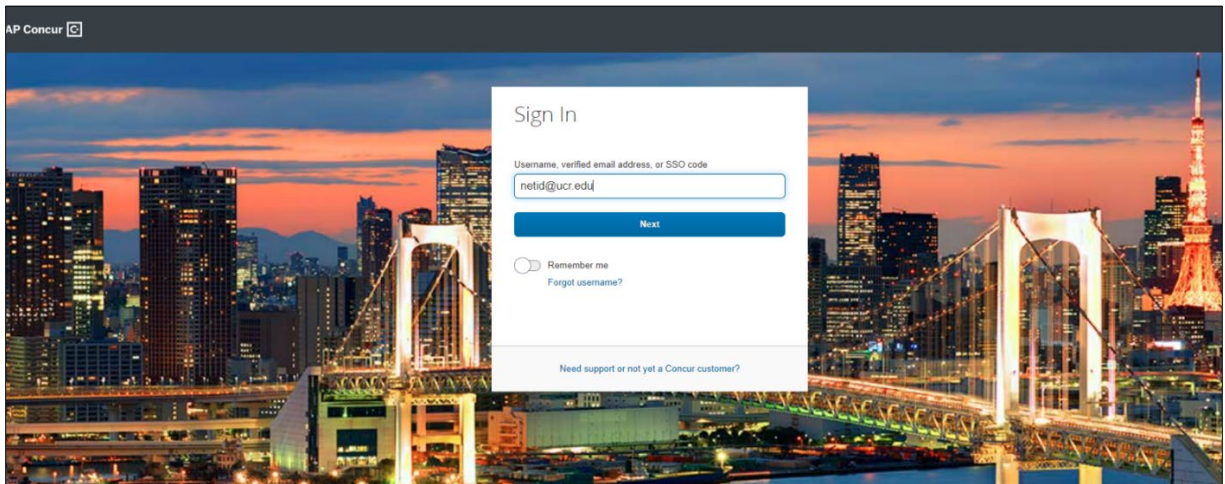 AP Concur C
Sign In
Username, verified email address, or SSO code
netid@ucr.edu
Next
Remember me
Forgot username?
Need support or not yet a Concur customer?